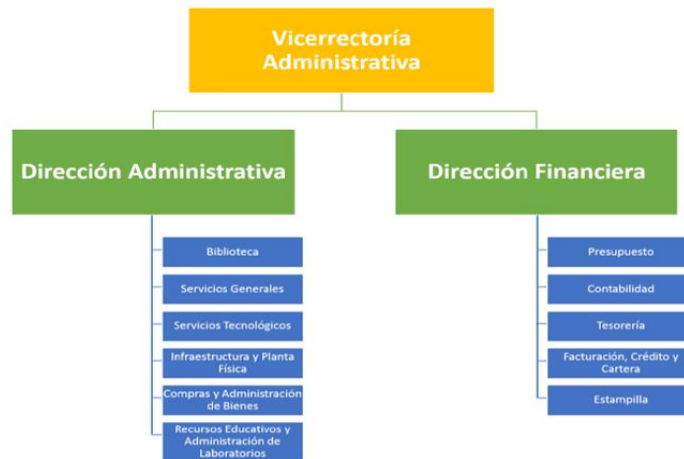 Vicerrectoría
Administrativa
Dirección Administrativa
Dirección Financiera
Biblioteca
Servicios Generales
Servicios Tecnológicos
Infraestructura y Planta
Física
Compras y Administración
de Bienes
Recursos Educativos y
Administración de
Laboratorios
Presupuesto
Contabilidad
Tesorería
Facturación, Crédito y
Cartera
Estampilla